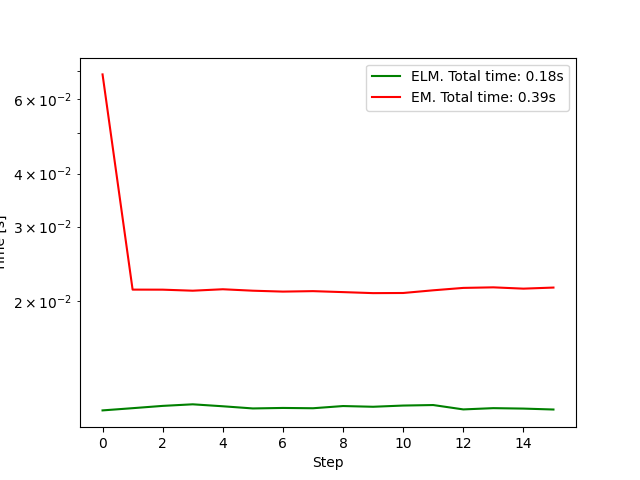 ELM. Total time: 0.18s
EM. Total time: 0.39s
6 × 10⁻²
4 × 10⁻²
3 × 10⁻²
2 × 10⁻²
0 2 4 6 8 10 12 14
Step